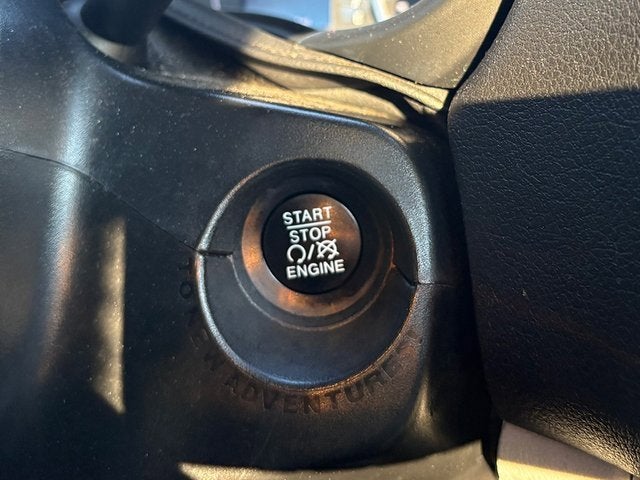 START
STOP
ENGINE
TO NEW ADVENTURES!